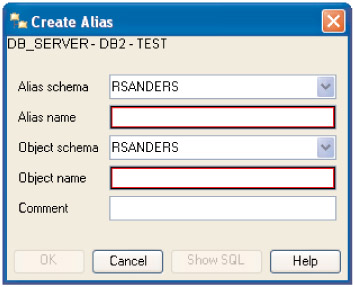 Create Alias
DB_SERVER - DB2 - TEST
Alias schema RSANDERS
Alias name
Object schema RSANDERS
Object name
Comment
OK Cancel Show SQL Help